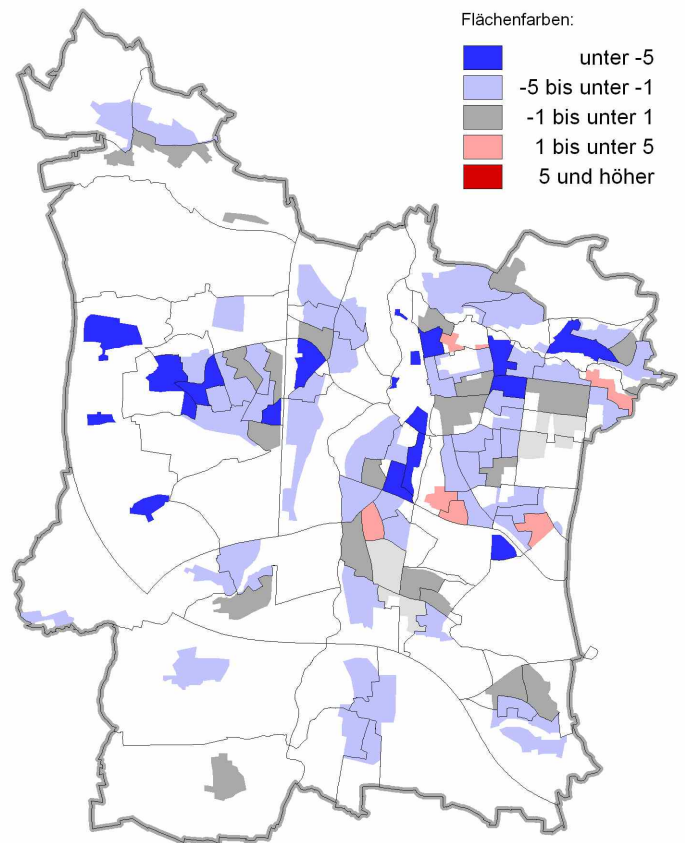 Flächenfarben:
unter -5
-5 bis unter -1
-1 bis unter 1
1 bis unter 5
5 und höher